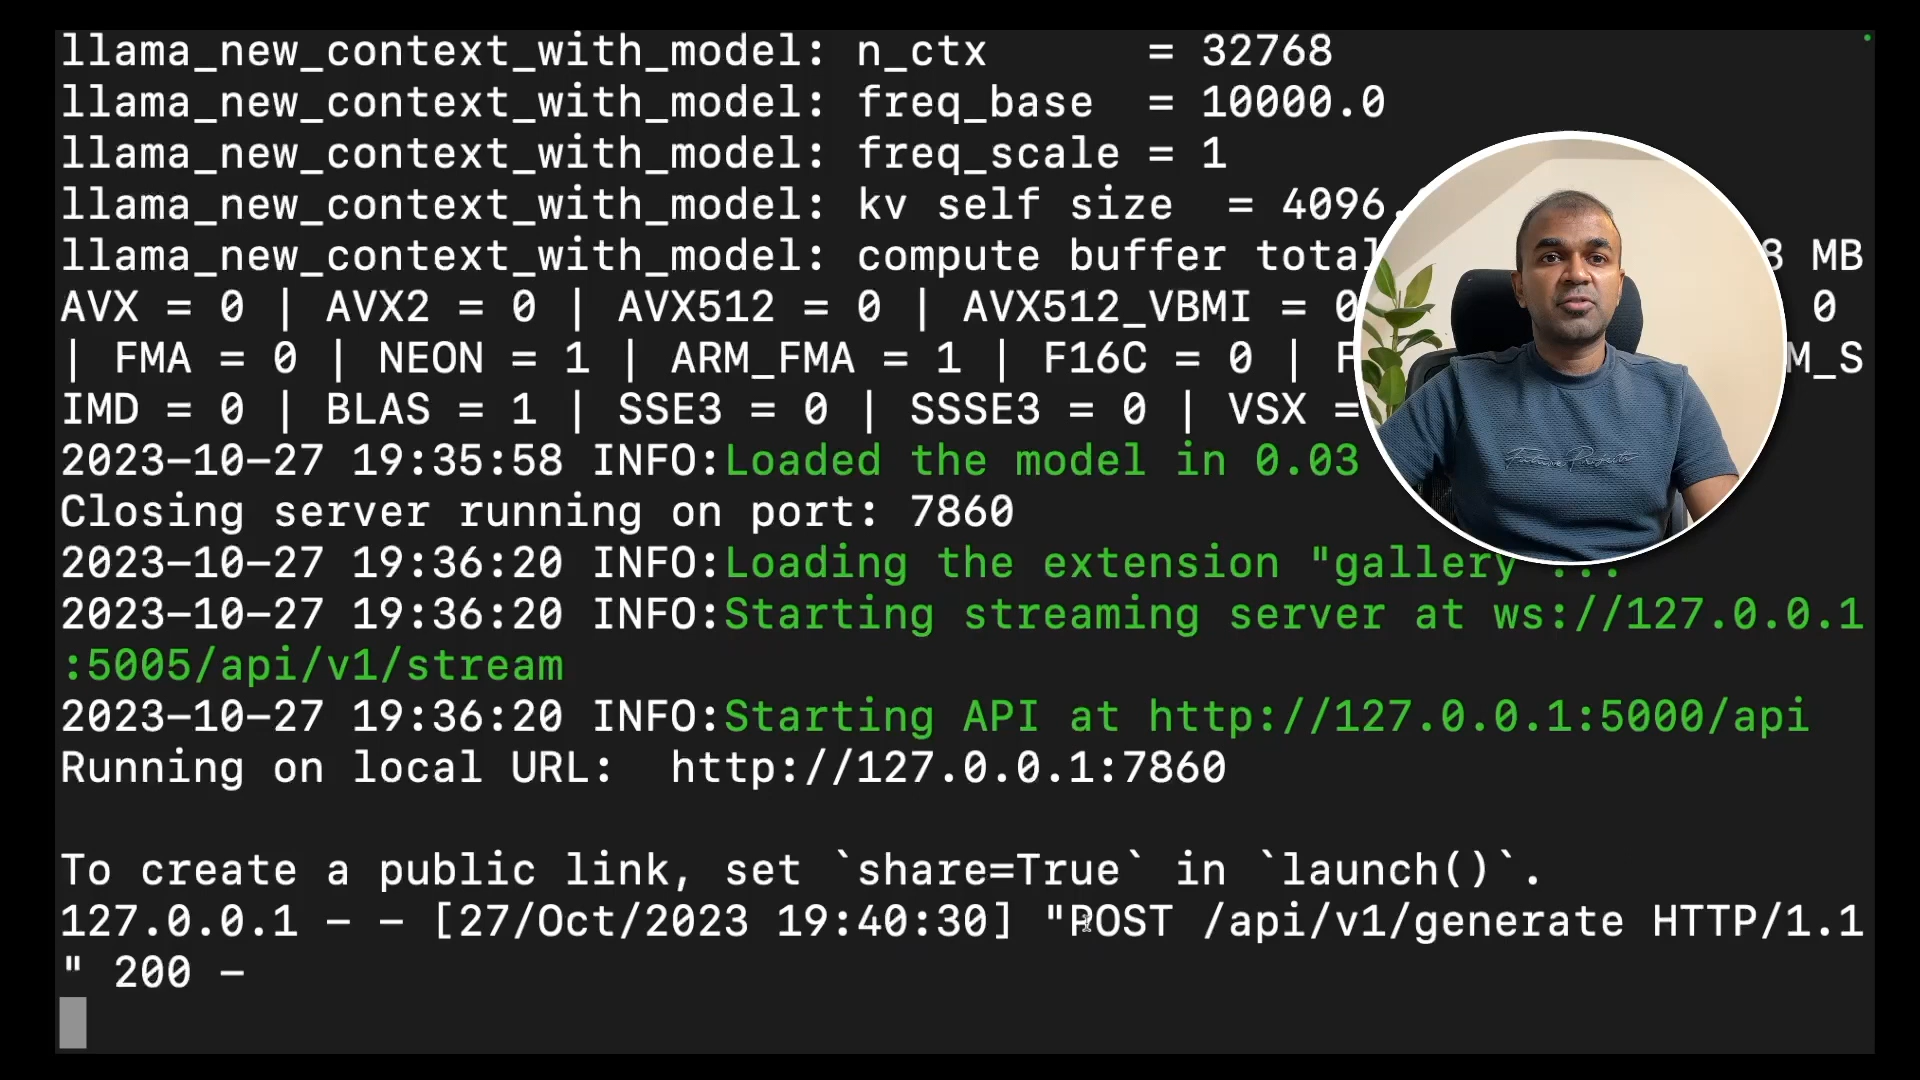 llama_new_context_with_model: n_ctx      = 32768
llama_new_context_with_model: freq_base  = 10000.0
llama_new_context_with_model: freq_scale = 1
llama_new_context_with_model: kv self size  = 4096.
llama_new_context_with_model: compute buffer total 8 MB
AVX = 0 | AVX2 = 0 | AVX512 = 0 | AVX512_VBMI = 0 0
| FMA = 0 | NEON = 1 | ARM_FMA = 1 | F16C = 0 | F M_S
IMD = 0 | BLAS = 1 | SSE3 = 0 | SSSE3 = 0 | VSX =
2023-10-27 19:35:58 INFO:Loaded the model in 0.03
Closing server running on port: 7860
2023-10-27 19:36:20 INFO:Loading the extension "gallery ...
2023-10-27 19:36:20 INFO:Starting streaming server at ws://127.0.0.1
:5005/api/v1/stream
2023-10-27 19:36:20 INFO:Starting API at http://127.0.0.1:5000/api
Running on local URL:  http://127.0.0.1:7860
To create a public link, set `share=True` in `launch()`.
127.0.0.1 - - [27/Oct/2023 19:40:30] "POST /api/v1/generate HTTP/1.1
" 200 -